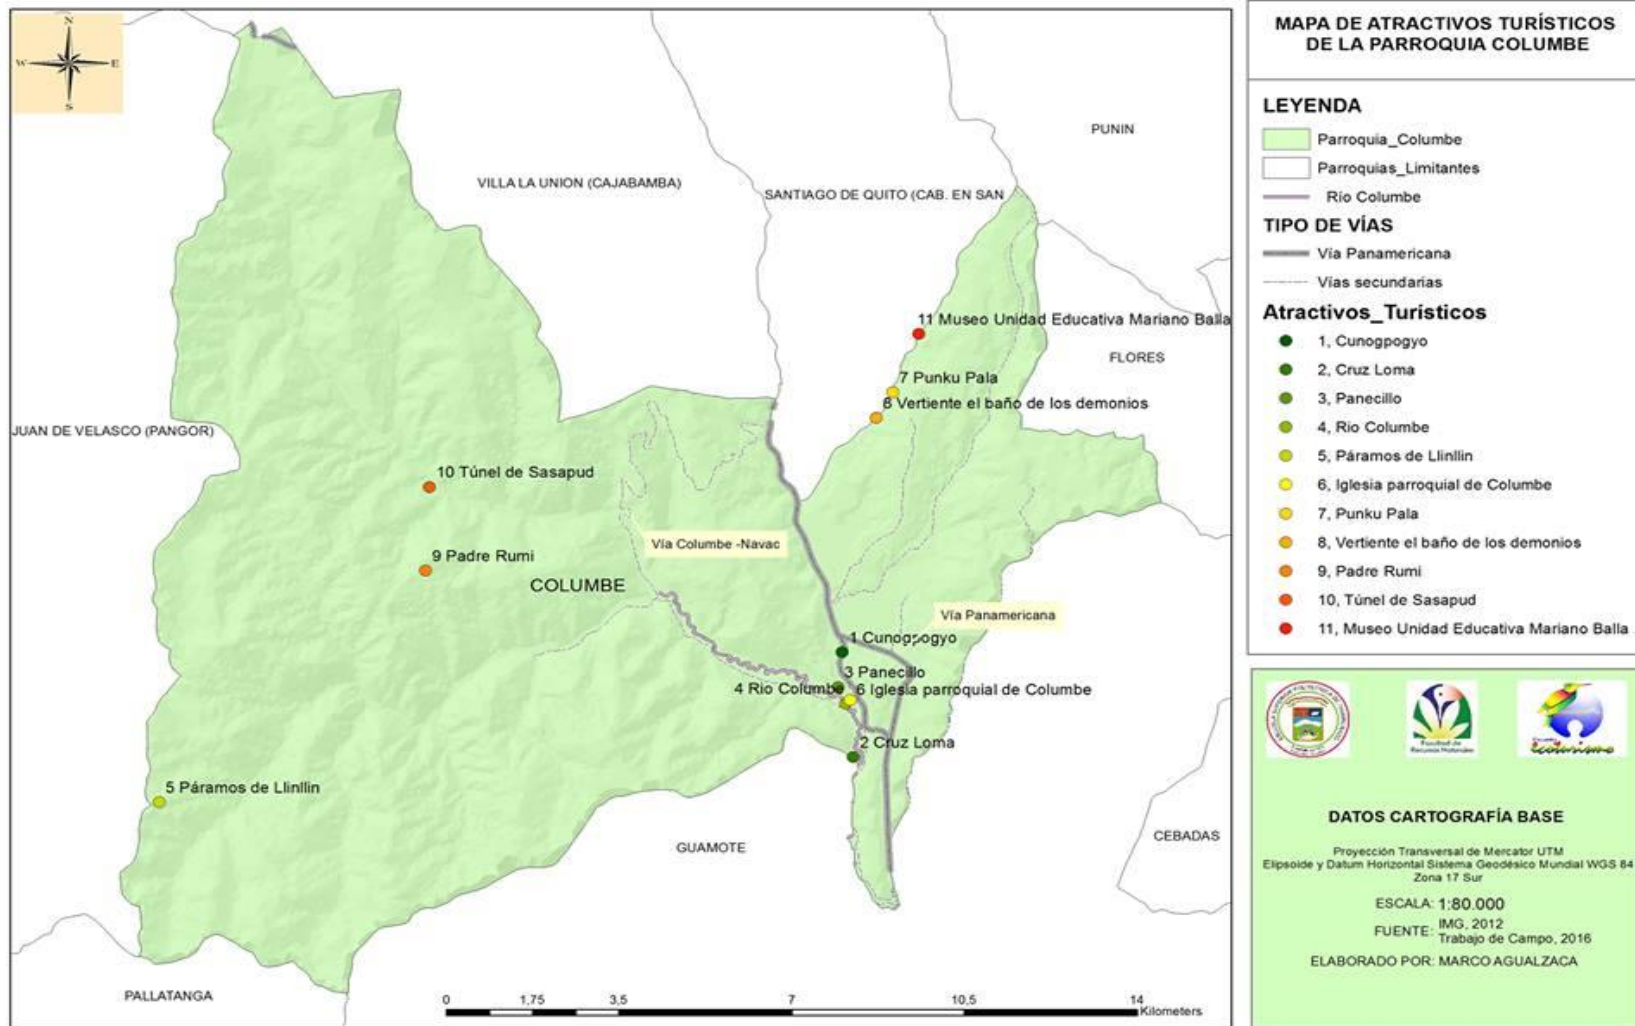 N
W
E
S
PUNIN
VILLA LA UNION (CAJABAMBA)
SANTIAGO DE QUITO (CAB. EN SAN
11 Museo Unidad Educativa Mariano Balla
FLORES
7 Punku Pala
8 Vertiente el baño de los demonios
JUAN DE VELASCO (PANGOR)
10 Túnel de Sasapud
Vía Columbe -Navac
9 Padre Rumi
COLUMBE
Vía Panamericana
1 Cunogpogyo
3 Panecillo
4 Rio Columbe
6 Iglesia parroquial de Columbe
2 Cruz Loma
5 Páramos de Llinllin
GUAMOTE
CEBADAS
PALLATANGA
0 1,75 3,5 7 10,5 14
Kilometers
MAPA DE ATRACTIVOS TURÍSTICOS
DE LA PARROQUIA COLUMBE
LEYENDA
Parroquia_Columbe
Parroquias_Limitantes
Río Columbe
TIPO DE VÍAS
Vía Panamericana
Vías secundarias
Atractivos_Turísticos
1, Cunogpogyo
2, Cruz Loma
3, Panecillo
4, Rio Columbe
5, Páramos de Llinllin
6, Iglesia parroquial de Columbe
7, Punku Pala
8, Vertiente el baño de los demonios
9, Padre Rumi
10, Túnel de Sasapud
11, Museo Unidad Educativa Mariano Balla
Facultad de
Recursos Naturales
ecoturismo
DATOS CARTOGRAFÍA BASE
Proyección Transversal de Mercator UTM
Elipsoide y Datum Horizontal Sistema Geodésico Mundial WGS 84
Zona 17 Sur
ESCALA: 1:80.000
FUENTE: IMG, 2012
Trabajo de Campo, 2016
ELABORADO POR: MARCO AGUALZACA